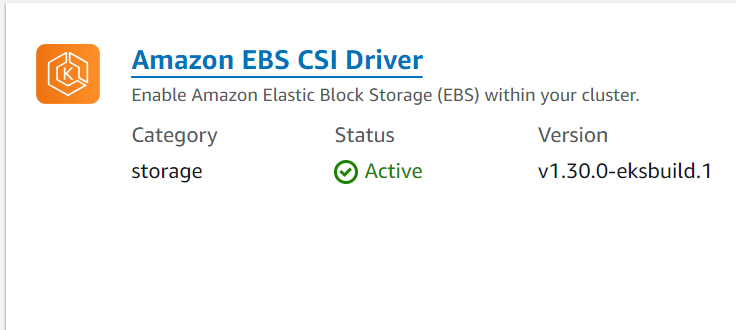 Amazon EBS CSI Driver
Enable Amazon Elastic Block Storage (EBS) within your cluster.
Category Status Version
storage Active v1.30.0-eksbuild.1
K